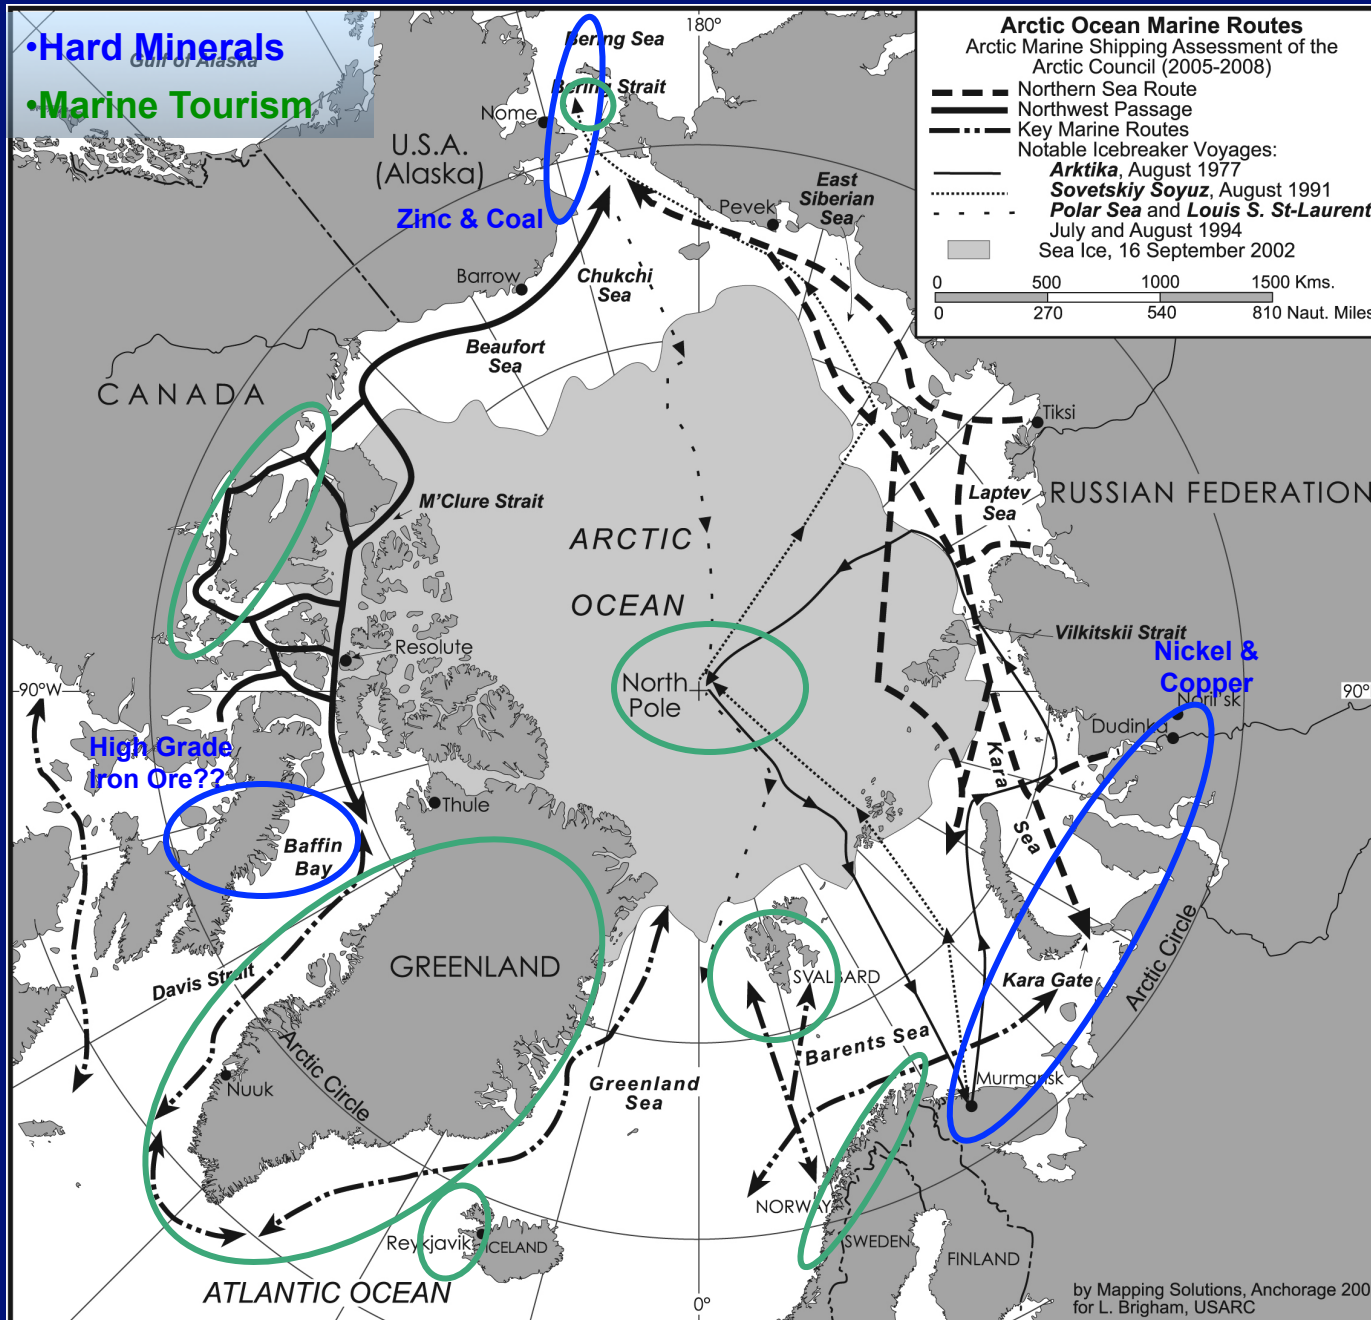 •Hard Minerals
Gulf of Alaska
•Marine Tourism
Arctic Ocean Marine Routes
Arctic Marine Shipping Assessment of the
Arctic Council (2005-2008)
Northern Sea Route
Northwest Passage
Key Marine Routes
Notable Icebreaker Voyages:
Arktika, August 1977
Sovetskiy Soyuz, August 1991
Polar Sea and Louis S. St-Laurent
July and August 1994
Sea Ice, 16 September 2002
0 500 1000 1500 Kms.
0 270 540 810 Naut. Miles
180°
Bering Sea
Bering Strait
Nome
U.S.A.
(Alaska)
Zinc & Coal
East
Siberian
Sea
Pevek
Barrow
Chukchi
Sea
Beaufort
Sea
CANADA
Tiksi
M'Clure Strait
Laptev
Sea
RUSSIAN FEDERATION
ARCTIC
OCEAN
Vilkitskii Strait
Resolute
Nickel &
Copper
90°W
North
Pole
90°
Noril'sk
Dudinka
High Grade
Iron Ore??
Kara
Sea
Thule
Baffin
Bay
Arctic Circle
GREENLAND
SVALBARD
Davis Strait
Kara Gate
Barents Sea
Arctic Circle
Nuuk
Greenland
Sea
Murmansk
NORWAY
Reykjavik
ICELAND
SWEDEN
FINLAND
ATLANTIC OCEAN
0°
by Mapping Solutions, Anchorage 200
for L. Brigham, USARC